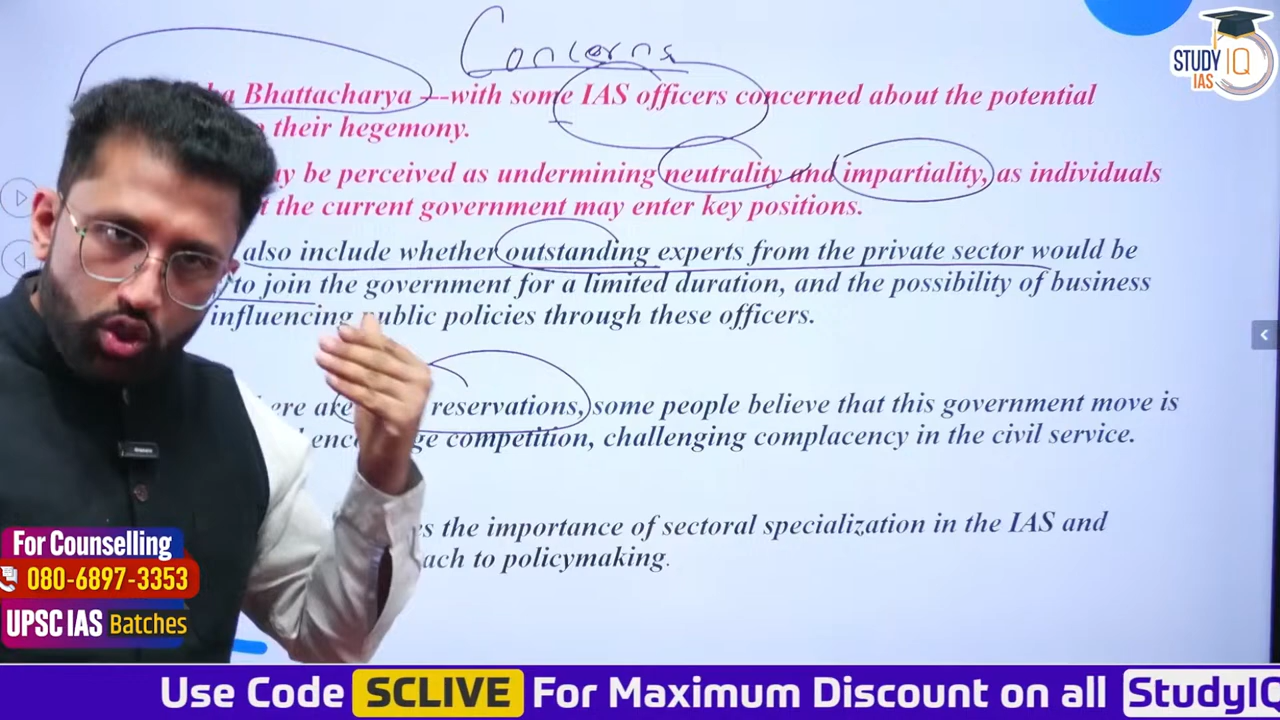 Concerns
STUDY IQ
IAS
Bhattacharya ---with some IAS officers concerned about the potential
their hegemony.
be perceived as undermining neutrality and impartiality, as individuals
the current government may enter key positions.
also include whether outstanding experts from the private sector would be
to join the government for a limited duration, and the possibility of business
influencing public policies through these officers.
reservations, some people believe that this government move is
competition, challenging complacency in the civil service.
the importance of sectoral specialization in the IAS and
to policymaking.
For Counselling
080-6897-3353
UPSC IAS Batches
Use Code SCLIVE For Maximum Discount on all StudyIQ